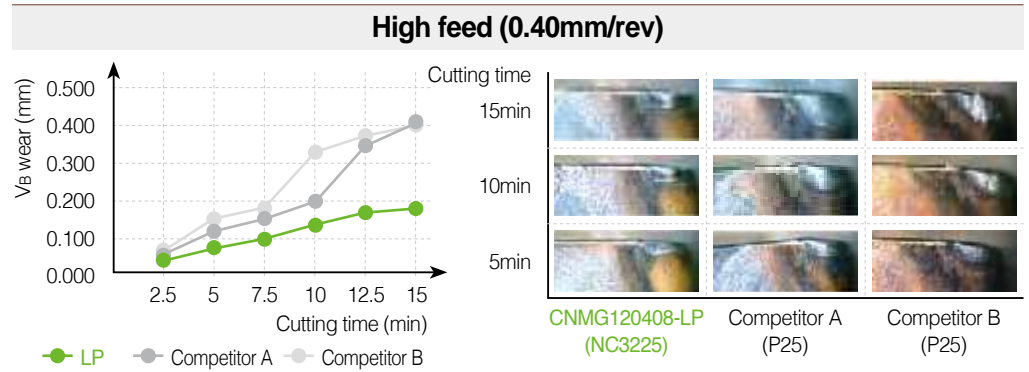 High feed (0.40mm/rev)
VB wear (mm)
0.500
0.400
0.300
0.200
0.100
0.000
2.5 5 7.5 10 12.5 15
Cutting time (min)
LP Competitor A Competitor B
Cutting time
15min
10min
5min
CNMG120408-LP
(NC3225)
Competitor A
(P25)
Competitor B
(P25)